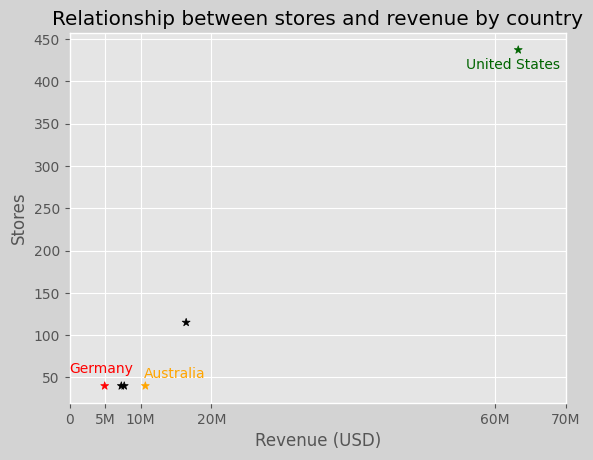 Relationship between stores and revenue by country
450
400
350
300
250
200
150
100
50
Stores
United States
Germany
Australia
0 5M 10M 20M 60M 70M
Revenue (USD)